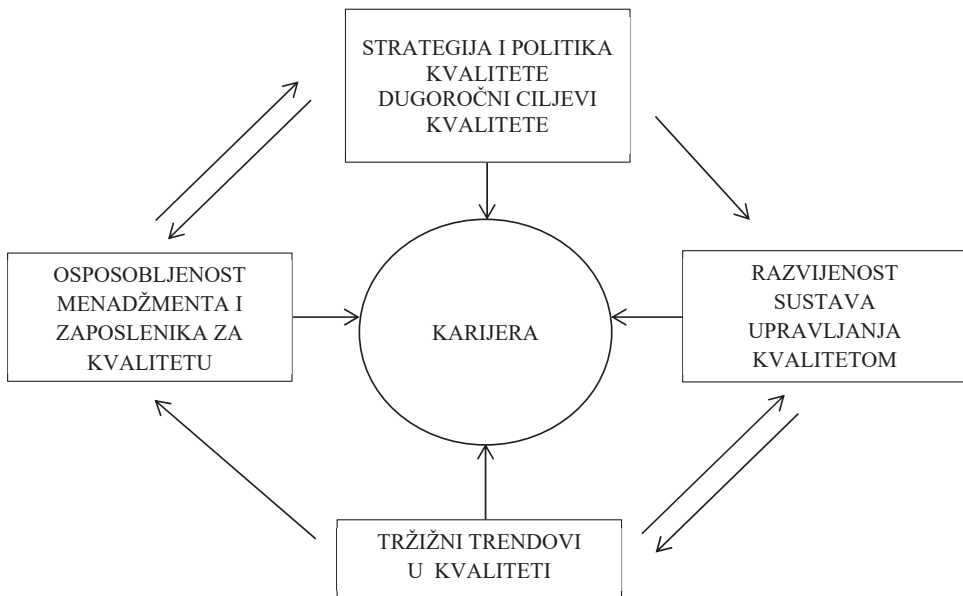 STRATEGIJA I POLITIKA
KVALITETE
DUGOROČNI CILJEVI
KVALITETE
OSPOSOBLJENOST
MENADŽMENTA I
ZAPOSLENIKA ZA
KVALITETU
KARIJERA
RAZVIJENOST
SUSTAVA
UPRAVLJANJA
KVALITETOM
TRŽIŽNI TRENDOVI
U KVALITETI